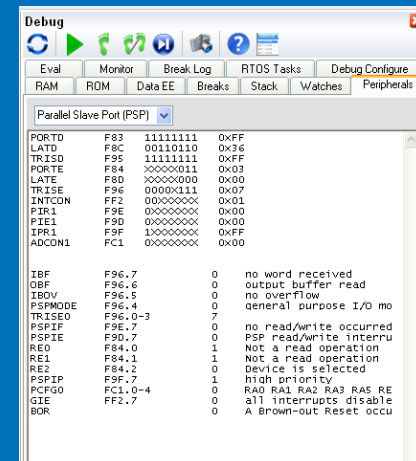 Debug
Eval Monitor Break Log RTOS Tasks Debug Configure
RAM ROM Data EE Breaks Stack Watches Peripherals
Parallel Slave Port (PSP)
PORTD F83 11111111 0xFF
LATD F8C 00110110 0x36
TRISD F95 11111111 0xFF
PORTE F84 XXXXX011 0x03
LATE F8D XXXXX000 0x00
TRISE F96 0000X111 0x07
INTCON FF2 00XXXXXX 0x01
PIR1 F9E 0XXXXXXX 0x00
PIE1 F9D 0XXXXXXX 0x00
IPR1 F9F 1XXXXXXX 0xFF
ADCON1 FC1 0XXXXXXX 0x00
IBF F96.7 0 no word received
OBF F96.6 0 output buffer read
IBOV F96.5 0 no overflow
PSPMODE F96.4 0 general purpose I/O mo
TRISE0 F96.0-3 7
PSPIF F9E.7 0 no read/write occurred
PSPIE F9D.7 0 PSP read/write interru
RE0 F84.0 1 Not a read operation
RE1 F84.1 1 Not a read operation
RE2 F84.2 0 Device is selected
PSPIP F9F.7 1 high priority
PCFG0 FC1.0-4 0 RA0 RA1 RA2 RA3 RA5 RE
GIE FF2.7 0 all interrupts disable
BOR 0 A Brown-out Reset occu